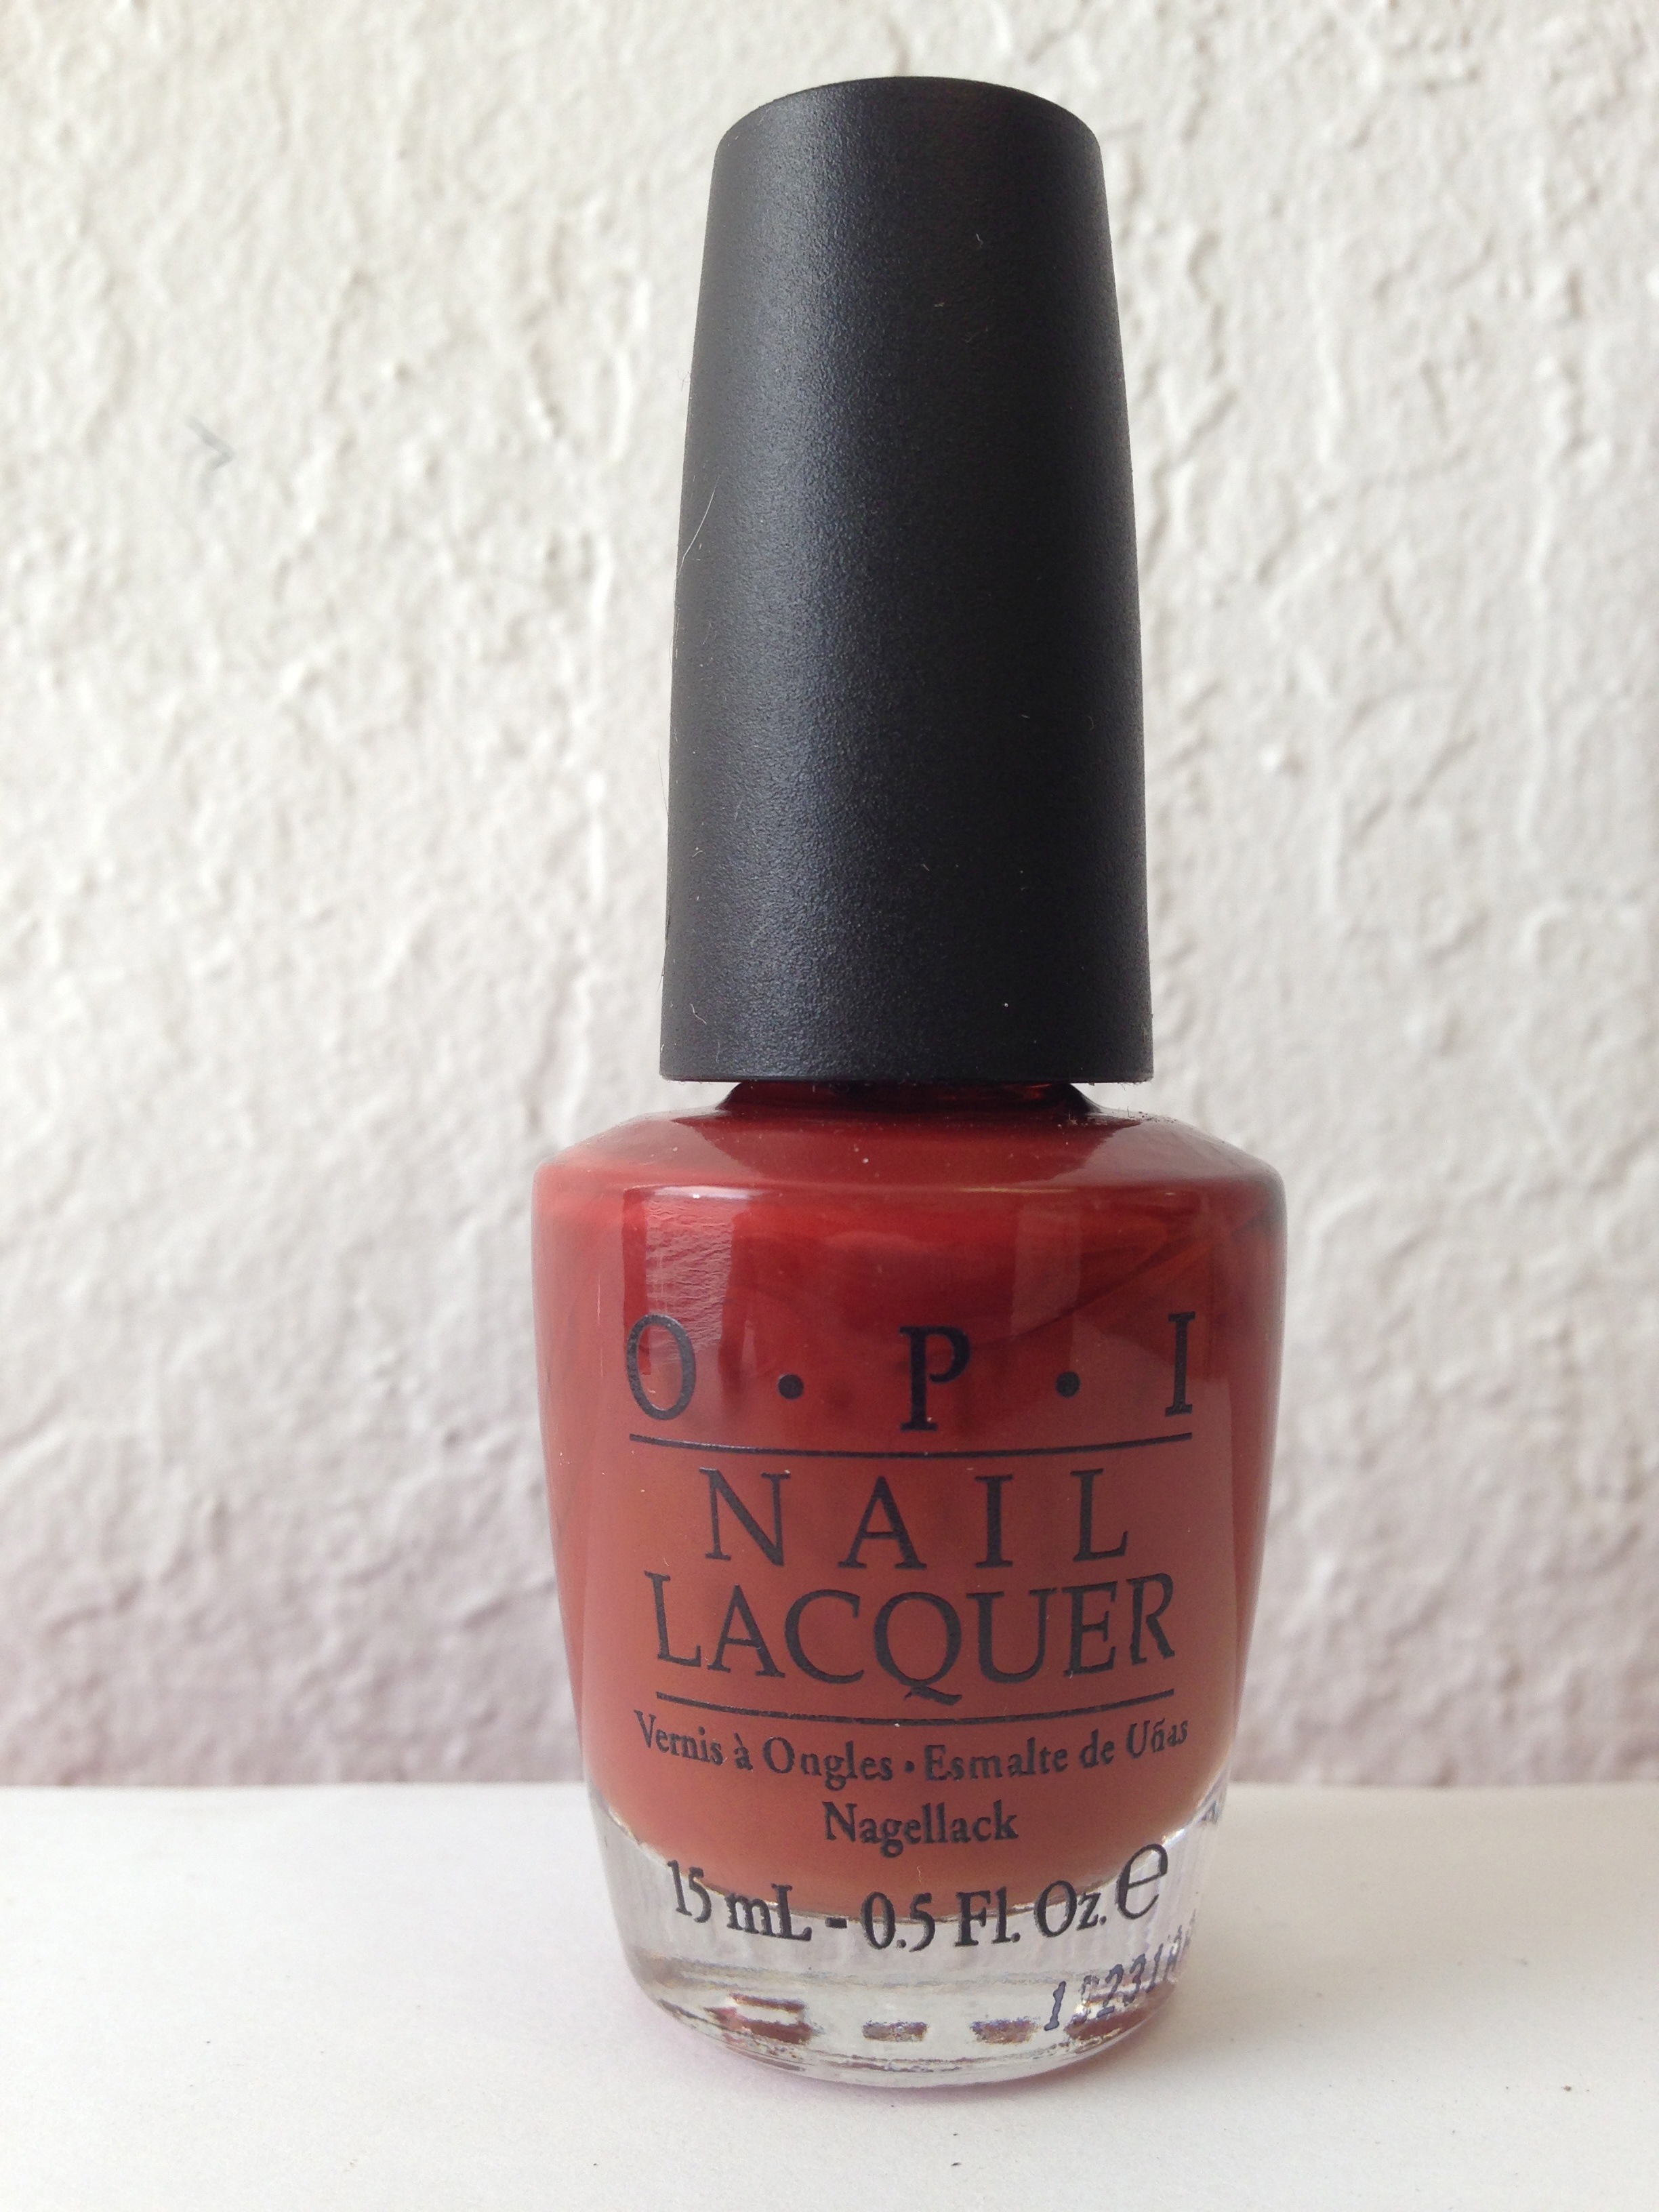 O · P · I
NAIL
LACQUER
Vernis à Ongles · Esmalte de Uñas
Nagellack
15 mL - 0.5 Fl. Oz. e